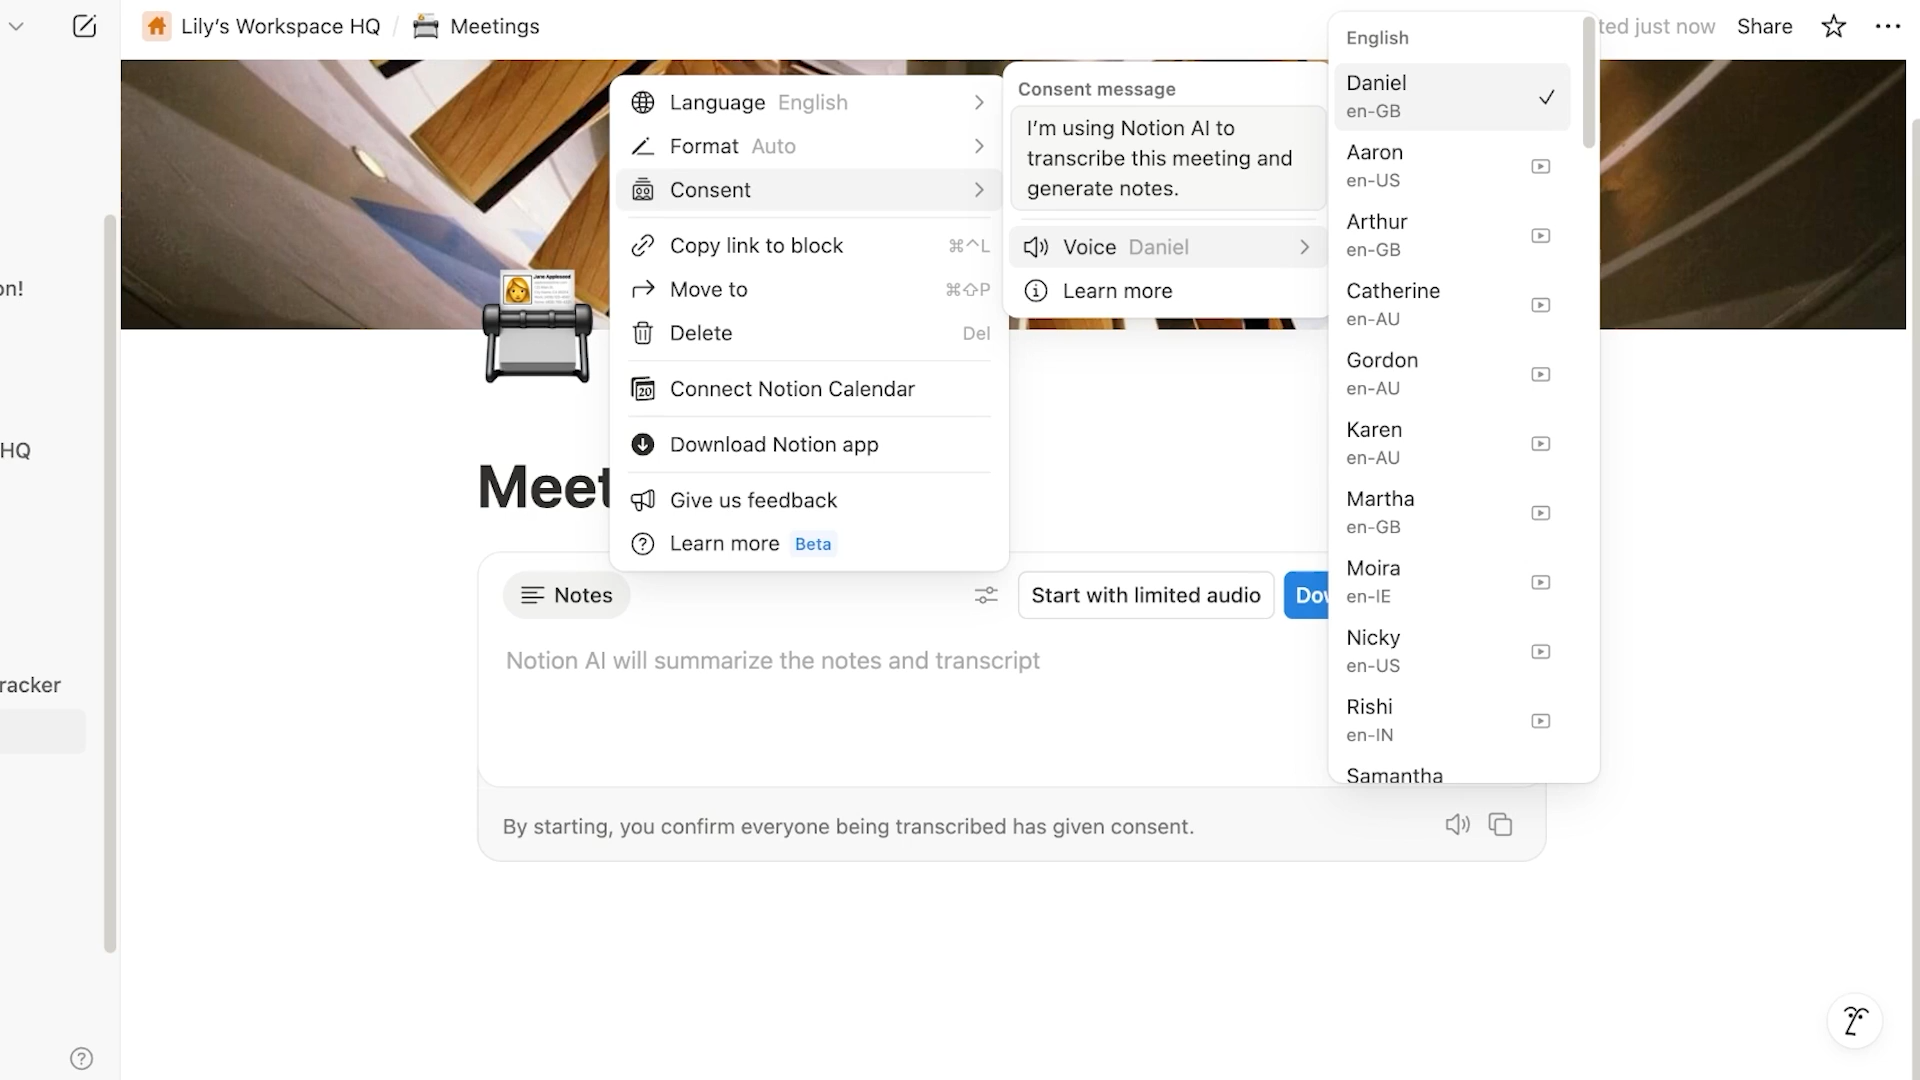 Lily's Workspace HQ / Meetings
ted just now Share
on!
HQ
racker
Language English
Format Auto
Consent
Copy link to block ⌘^L
Move to ⌘⇧P
Delete Del
Connect Notion Calendar
Download Notion app
Give us feedback
Learn more Beta
Consent message
I'm using Notion AI to
transcribe this meeting and
generate notes.
Voice Daniel
Learn more
English
Daniel
en-GB
Aaron
en-US
Arthur
en-GB
Catherine
en-AU
Gordon
en-AU
Karen
en-AU
Martha
en-GB
Moira
en-IE
Nicky
en-US
Rishi
en-IN
Samantha
Meet
Notes
Start with limited audio
Dow
Notion AI will summarize the notes and transcript
By starting, you confirm everyone being transcribed has given consent.